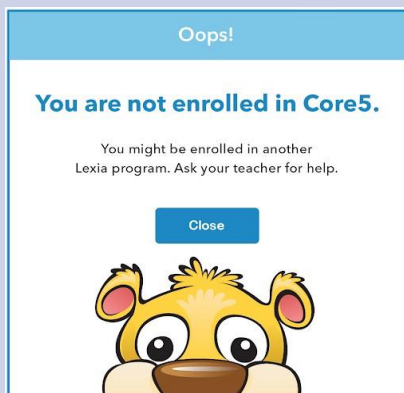 Oops!
You are not enrolled in Core5.
You might be enrolled in another
Lexia program. Ask your teacher for help.
Close